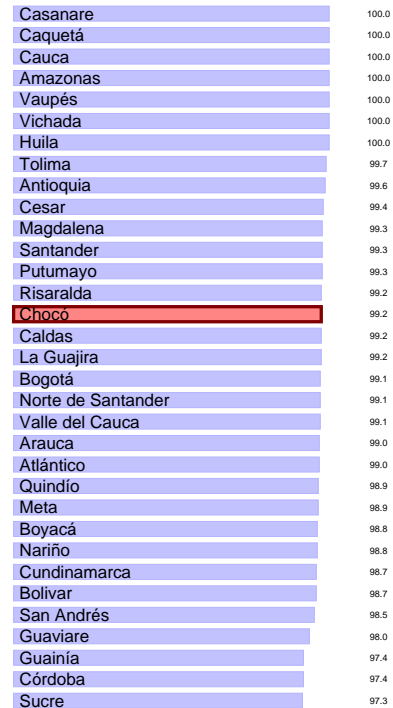 Casanare 100.0
Caquetá 100.0
Cauca 100.0
Amazonas 100.0
Vaupés 100.0
Vichada 100.0
Huila 100.0
Tolima 99.7
Antioquia 99.6
Cesar 99.4
Magdalena 99.3
Santander 99.3
Putumayo 99.3
Risaralda 99.2
Chocó 99.2
Caldas 99.2
La Guajira 99.2
Bogotá 99.1
Norte de Santander 99.1
Valle del Cauca 99.1
Arauca 99.0
Atlántico 99.0
Quindío 98.9
Meta 98.9
Boyacá 98.8
Nariño 98.8
Cundinamarca 98.7
Bolivar 98.7
San Andrés 98.5
Guaviare 98.0
Guainía 97.4
Córdoba 97.4
Sucre 97.3